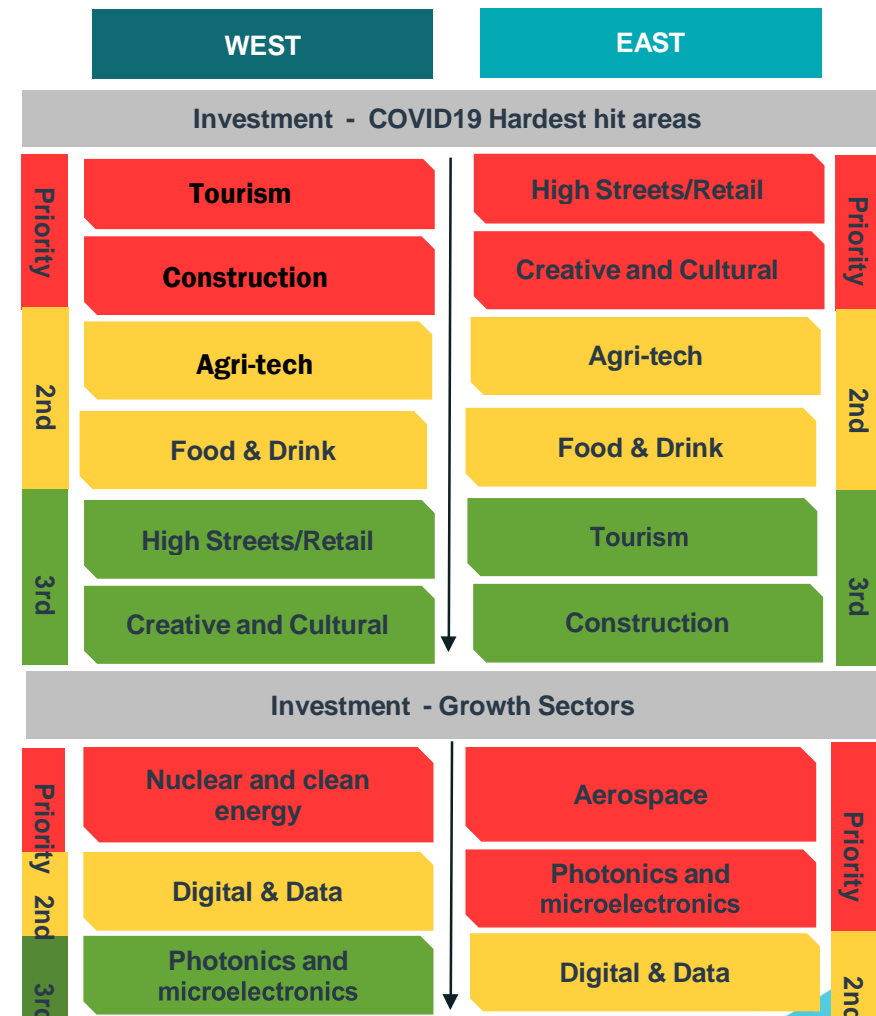 WEST
EAST
Investment - COVID19 Hardest hit areas
Priority
Tourism
High Streets/Retail
Priority
Construction
Creative and Cultural
2nd
Agri-tech
Agri-tech
2nd
Food & Drink
Food & Drink
3rd
High Streets/Retail
Tourism
3rd
Creative and Cultural
Construction
Investment - Growth Sectors
Priority
Nuclear and clean
energy
Aerospace
Priority
2nd
Digital & Data
Photonics and
microelectronics
3rd
Photonics and
microelectronics
Digital & Data
2nd